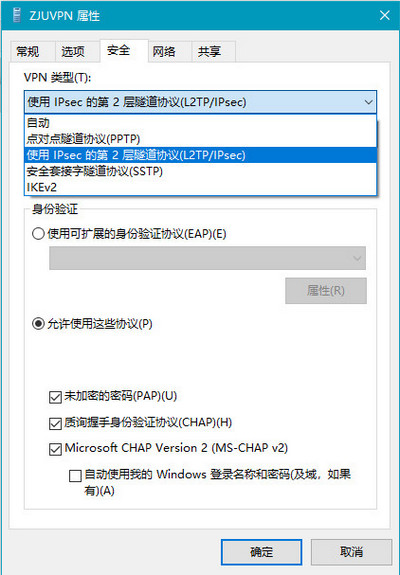 ZJUVPN 属性
常规 选项 安全 网络 共享
VPN 类型(T):
使用 IPsec 的第 2 层隧道协议(L2TP/IPsec)
自动
点对点隧道协议(PPTP)
使用 IPsec 的第 2 层隧道协议(L2TP/IPsec)
安全套接字隧道协议(SSTP)
IKEv2
身份验证
使用可扩展的身份验证协议(EAP)(E)
属性(R)
允许使用这些协议(P)
未加密的密码(PAP)(U)
质询握手身份验证协议(CHAP)(H)
Microsoft CHAP Version 2 (MS-CHAP v2)
自动使用我的 Windows 登录名称和密码(及域，如果
有)(A)
确定 取消